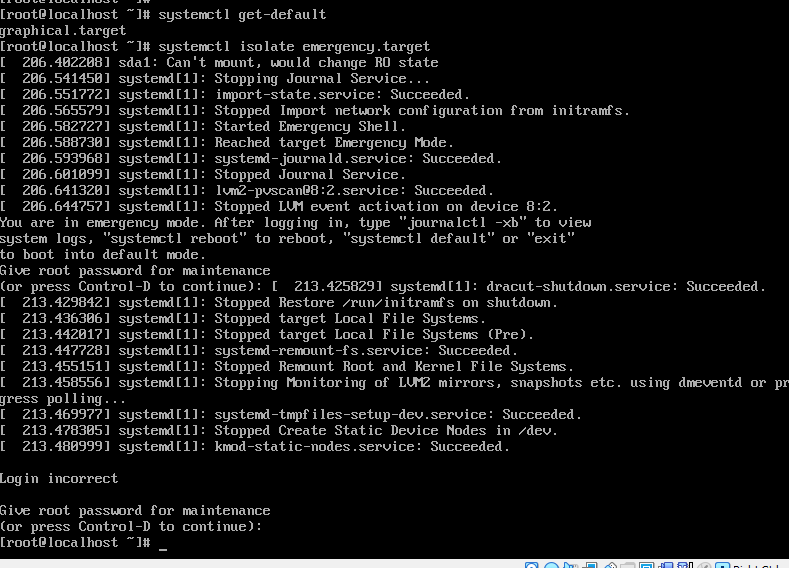 [root@localhost ~]#
[root@localhost ~]# systemctl get-default
graphical.target
[root@localhost ~]# systemctl isolate emergency.target
[  206.402208] sda1: Can't mount, would change RO state
[  206.541450] systemd[1]: Stopping Journal Service...
[  206.551772] systemd[1]: import-state.service: Succeeded.
[  206.565579] systemd[1]: Stopped Import network configuration from initramfs.
[  206.582727] systemd[1]: Started Emergency Shell.
[  206.588730] systemd[1]: Reached target Emergency Mode.
[  206.593968] systemd[1]: systemd-journald.service: Succeeded.
[  206.601099] systemd[1]: Stopped Journal Service.
[  206.641320] systemd[1]: lvm2-pvscan@8:2.service: Succeeded.
[  206.644757] systemd[1]: Stopped LVM event activation on device 8:2.
You are in emergency mode. After logging in, type "journalctl -xb" to view
system logs, "systemctl reboot" to reboot, "systemctl default" or "exit"
to boot into default mode.
Give root password for maintenance
(or press Control-D to continue): [  213.425829] systemd[1]: dracut-shutdown.service: Succeeded.
[  213.429842] systemd[1]: Stopped Restore /run/initramfs on shutdown.
[  213.436306] systemd[1]: Stopped target Local File Systems.
[  213.442017] systemd[1]: Stopped target Local File Systems (Pre).
[  213.447728] systemd[1]: systemd-remount-fs.service: Succeeded.
[  213.455151] systemd[1]: Stopped Remount Root and Kernel File Systems.
[  213.458556] systemd[1]: Stopping Monitoring of LVM2 mirrors, snapshots etc. using dmeventd or pr
gress polling...
[  213.469977] systemd[1]: systemd-tmpfiles-setup-dev.service: Succeeded.
[  213.478305] systemd[1]: Stopped Create Static Device Nodes in /dev.
[  213.480999] systemd[1]: kmod-static-nodes.service: Succeeded.
Login incorrect
Give root password for maintenance
(or press Control-D to continue):
[root@localhost ~]# _